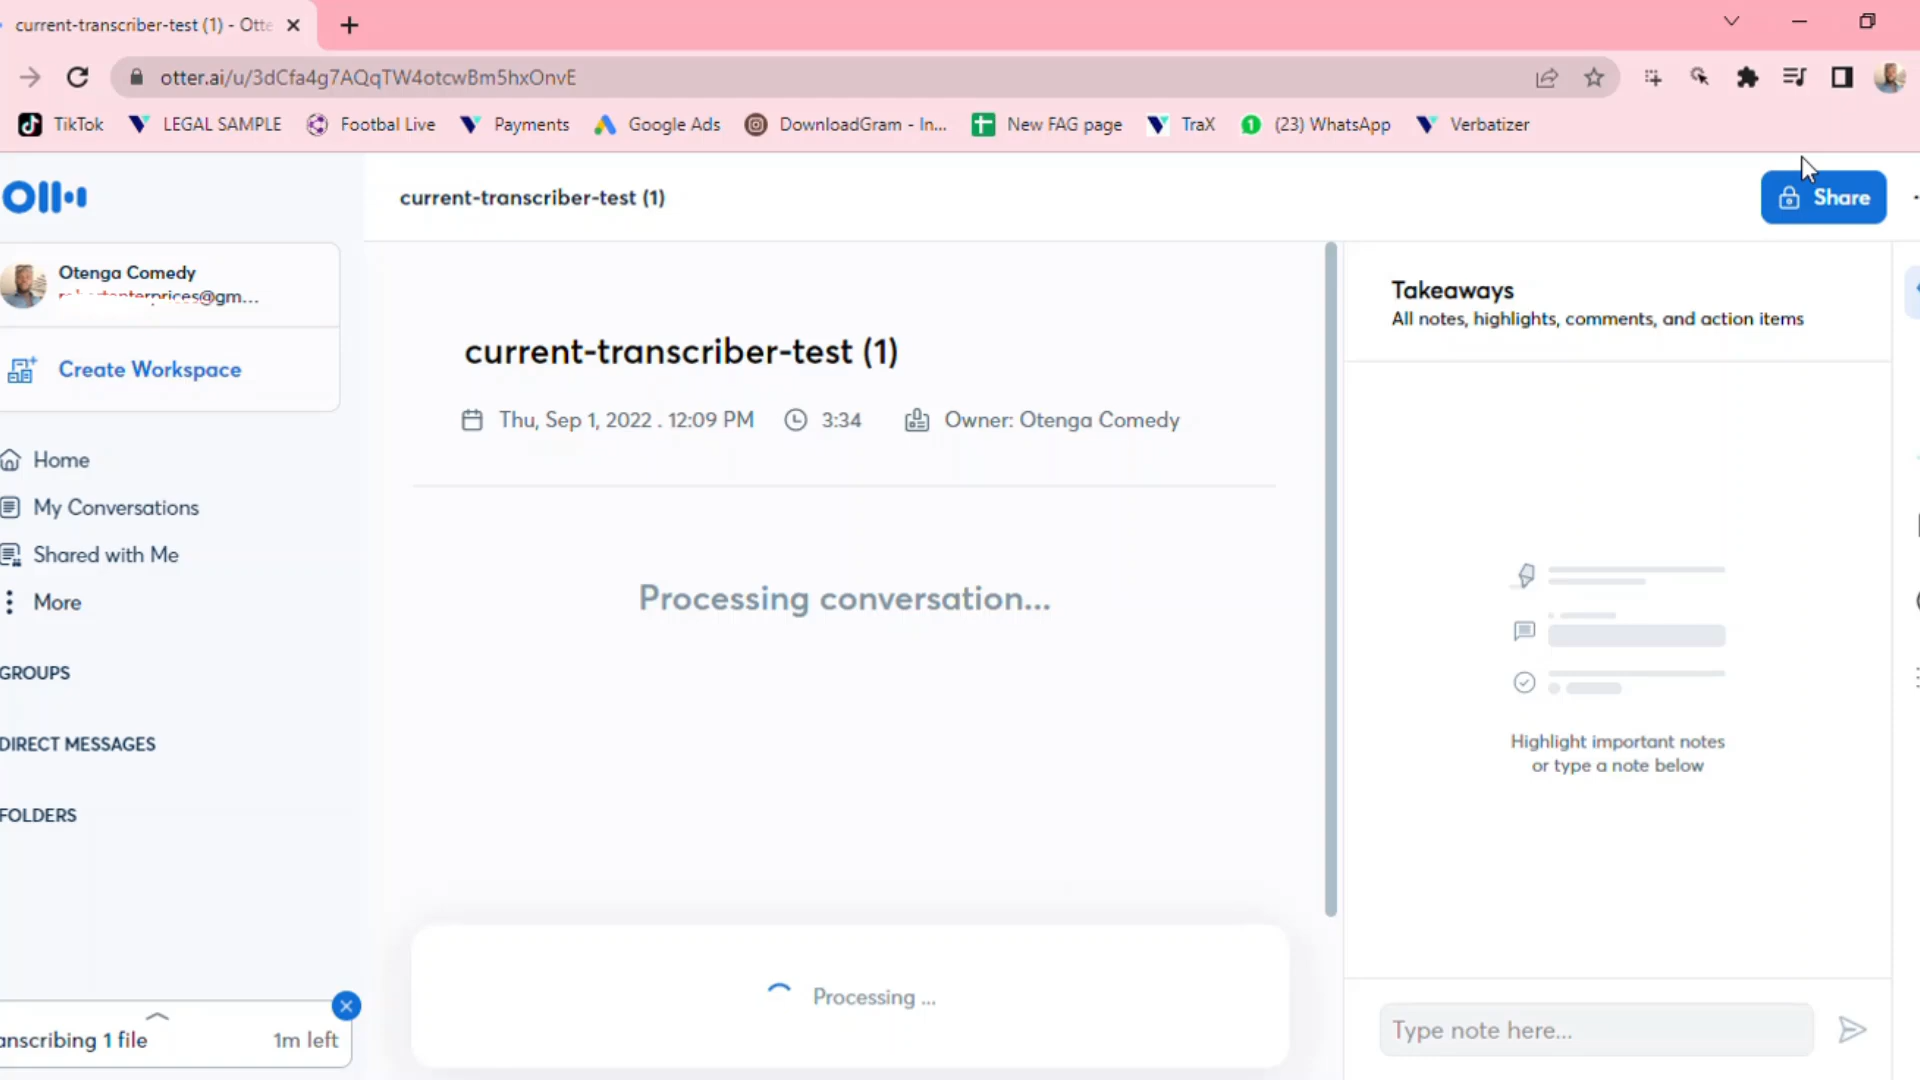 current-transcriber-test (1) - Otte
otter.ai/u/3dCfa4g7AQqTW4otcwBm5hxOnvE
TikTok LEGAL SAMPLE Footbal Live Payments Google Ads DownloadGram - In... New FAG page TraX (23) WhatsApp Verbatizer
current-transcriber-test (1)
Share
Otenga Comedy
@gm...
Create Workspace
Home
My Conversations
Shared with Me
More
GROUPS
DIRECT MESSAGES
FOLDERS
anscribing 1 file 1m left
current-transcriber-test (1)
Thu, Sep 1, 2022 . 12:09 PM 3:34 Owner: Otenga Comedy
Processing conversation...
Processing ...
Takeaways
All notes, highlights, comments, and action items
Highlight important notes
or type a note below
Type note here...